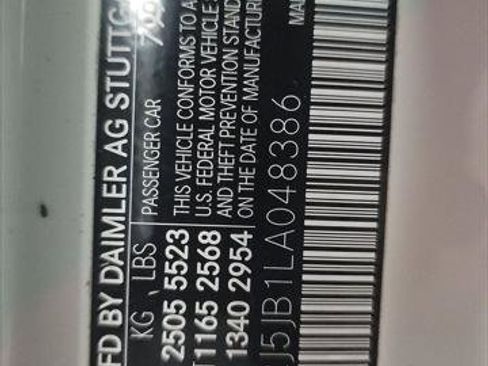 FD BY DAIMLER AG STUTTG
KG LBS
2505 5523 PASSENGER CAR
1165 2568 THIS VEHICLE CONFORMS TO A
1340 2954 U.S. FEDERAL MOTOR VEHICLE
AND THEFT PREVENTION STAND
ON THE DATE OF MANUFACTUR
J5JB1LA048386
MA